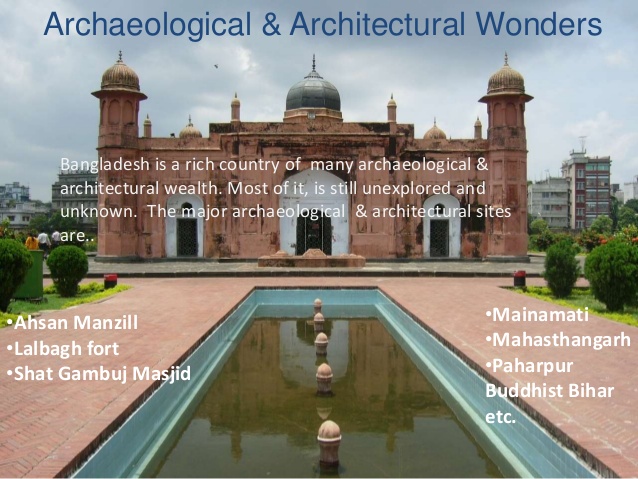 Archaeological & Architectural Wonders
Bangladesh is a rich country of many archaeological &
architectural wealth. Most of it, is still unexplored and
unknown. The major archaeological & architectural sites
are..
•Ahsan Manzill
•Lalbagh fort
•Shat Gambuj Masjid
•Mainamati
•Mahasthangarh
•Paharpur
Buddhist Bihar
etc.